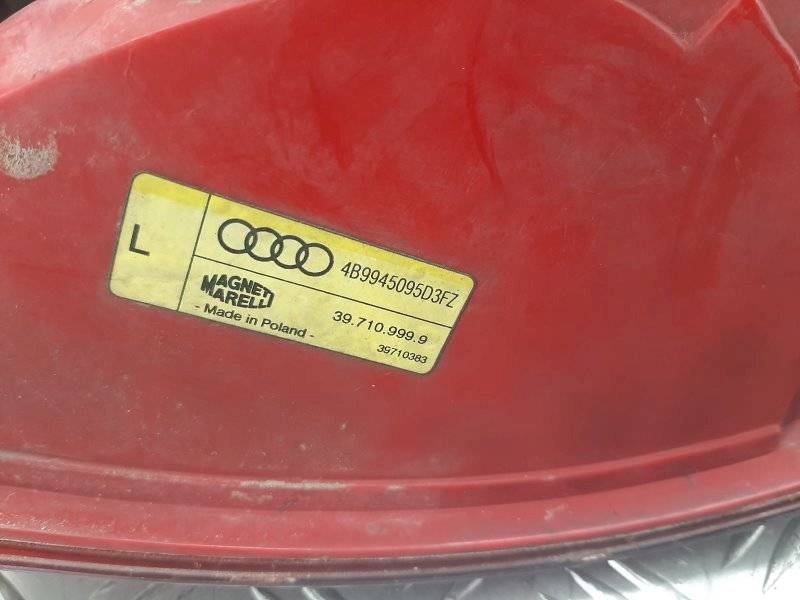 L
4B9945095D3FZ
MAGNETI
MARELLI
39.710.999.9
- Made in Poland -
39710383